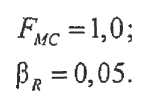 F_MC = 1,0;
β_R = 0,05.